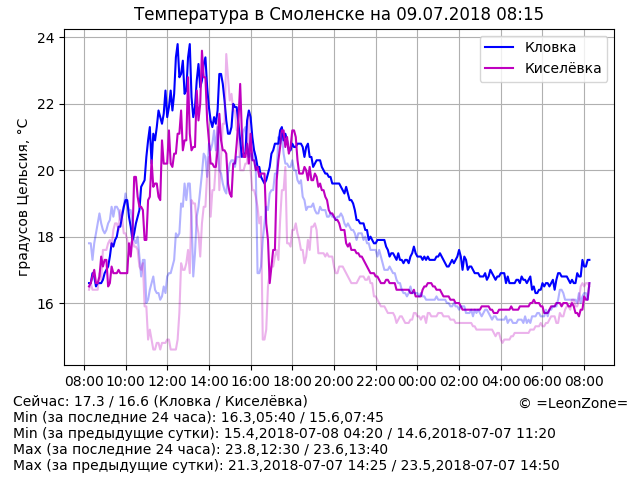 Температура в Смоленске на 09.07.2018 08:15
24
22
20
18
16
градусов Цельсия, °C
Кловка
Киселёвка
08:00 10:00 12:00 14:00 16:00 18:00 20:00 22:00 00:00 02:00 04:00 06:00 08:00
Сейчас: 17.3 / 16.6 (Кловка / Киселёвка)
© =LeonZone=
Min (за последние 24 часа): 16.3,05:40 / 15.6,07:45
Min (за предыдущие сутки): 15.4,2018-07-08 04:20 / 14.6,2018-07-07 11:20
Max (за последние 24 часа): 23.8,12:30 / 23.6,13:40
Max (за предыдущие сутки): 21.3,2018-07-07 14:25 / 23.5,2018-07-07 14:50